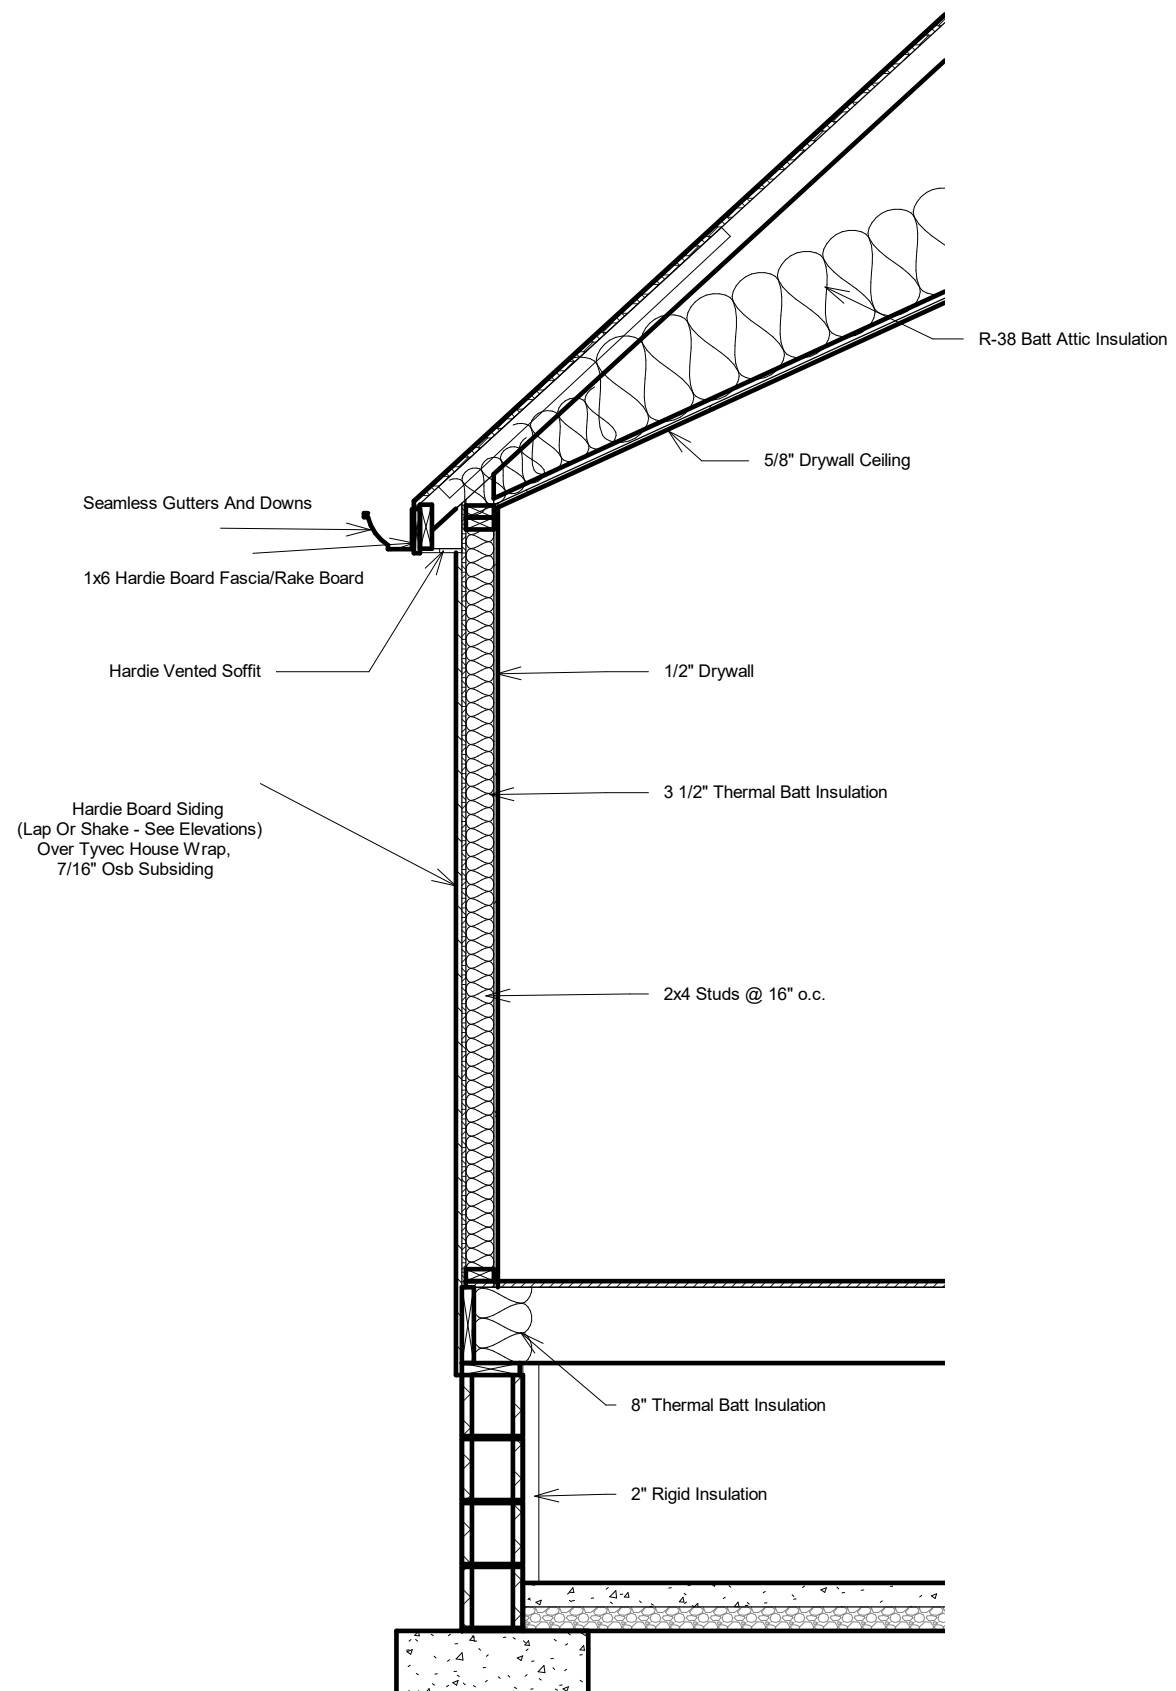 R-38 Batt Attic Insulation
5/8" Drywall Ceiling
Seamless Gutters And Downs
1x6 Hardie Board Fascia/Rake Board
Hardie Vented Soffit
1/2" Drywall
3 1/2" Thermal Batt Insulation
Hardie Board Siding
(Lap Or Shake - See Elevations)
Over Tyvec House Wrap,
7/16" Osb Subsiding
2x4 Studs @ 16" o.c.
8" Thermal Batt Insulation
2" Rigid Insulation